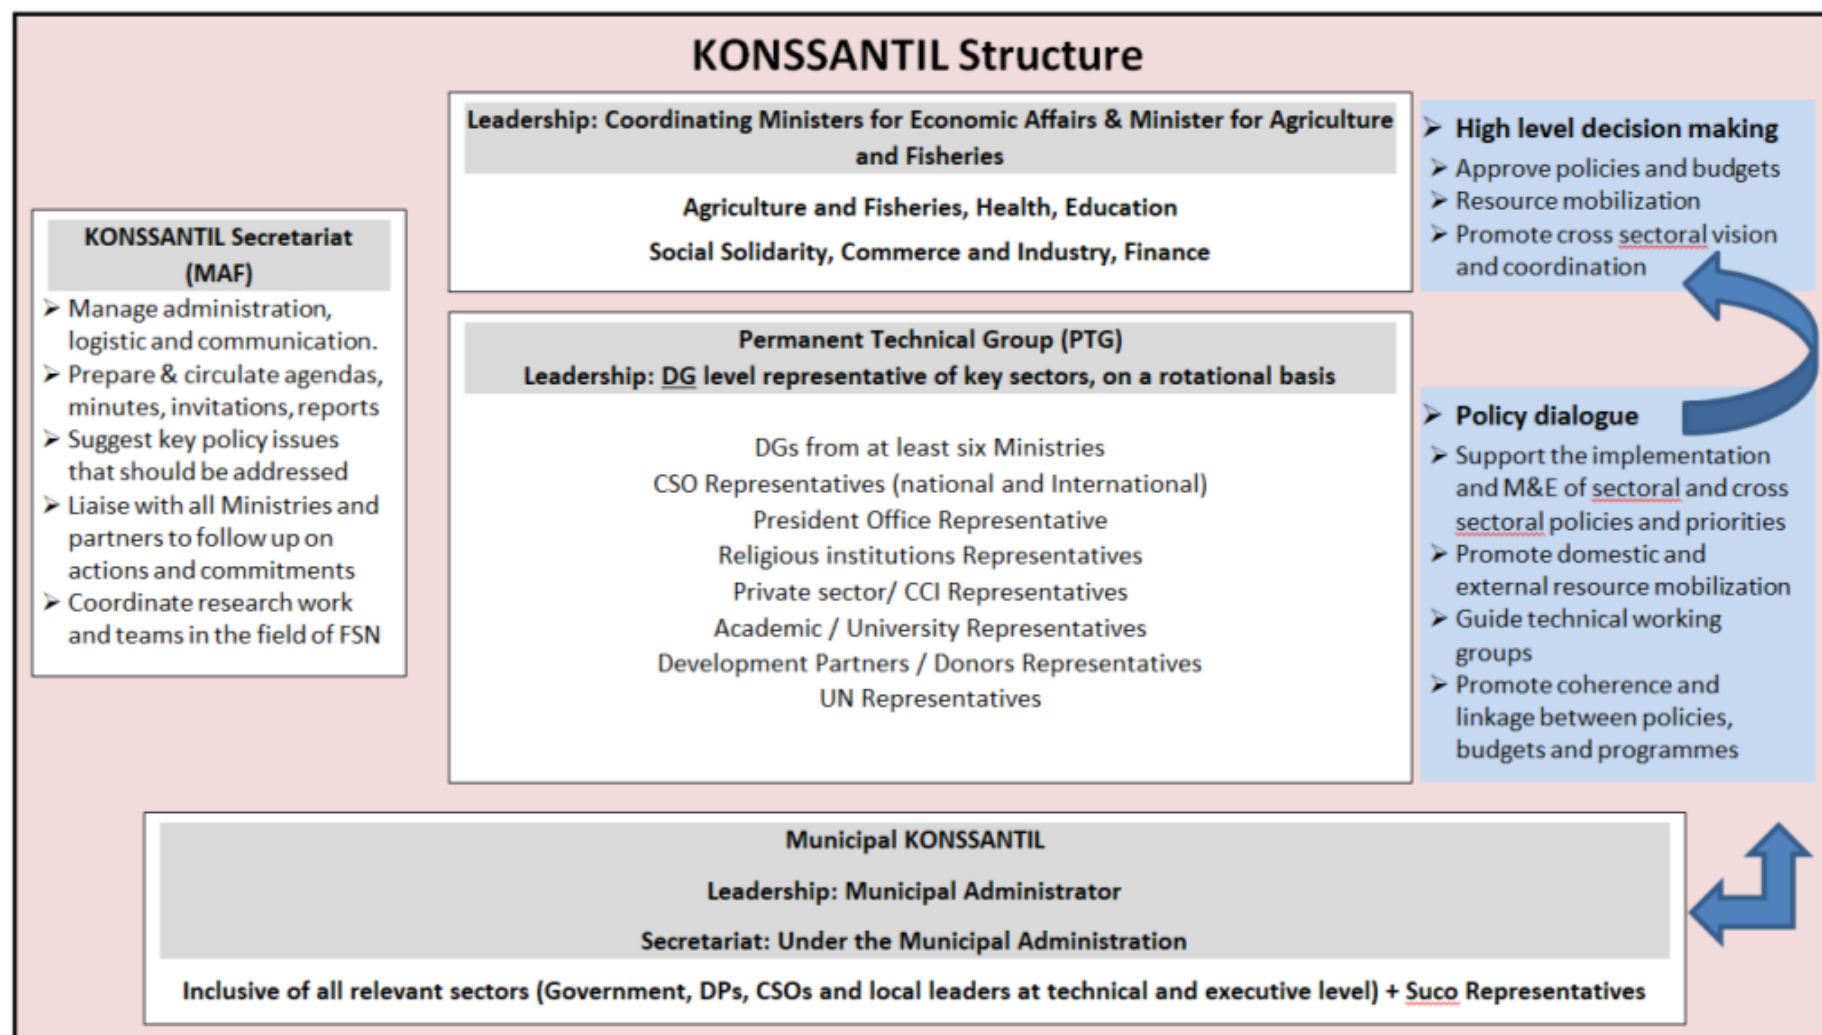 KONSSANTIL Structure
Leadership: Coordinating Ministers for Economic Affairs & Minister for Agriculture
and Fisheries
Agriculture and Fisheries, Health, Education
Social Solidarity, Commerce and Industry, Finance
➢ High level decision making
➢ Approve policies and budgets
➢ Resource mobilization
➢ Promote cross sectoral vision
and coordination
KONSSANTIL Secretariat
(MAF)
➢ Manage administration,
logistic and communication.
➢ Prepare & circulate agendas,
minutes, invitations, reports
➢ Suggest key policy issues
that should be addressed
➢ Liaise with all Ministries and
partners to follow up on
actions and commitments
➢ Coordinate research work
and teams in the field of FSN
Permanent Technical Group (PTG)
Leadership: DG level representative of key sectors, on a rotational basis
DGs from at least six Ministries
CSO Representatives (national and International)
President Office Representative
Religious institutions Representatives
Private sector/ CCI Representatives
Academic / University Representatives
Development Partners / Donors Representatives
UN Representatives
➢ Policy dialogue
➢ Support the implementation
and M&E of sectoral and cross
sectoral policies and priorities
➢ Promote domestic and
external resource mobilization
➢ Guide technical working
groups
➢ Promote coherence and
linkage between policies,
budgets and programmes
Municipal KONSSANTIL
Leadership: Municipal Administrator
Secretariat: Under the Municipal Administration
Inclusive of all relevant sectors (Government, DPs, CSOs and local leaders at technical and executive level) + Suco Representatives